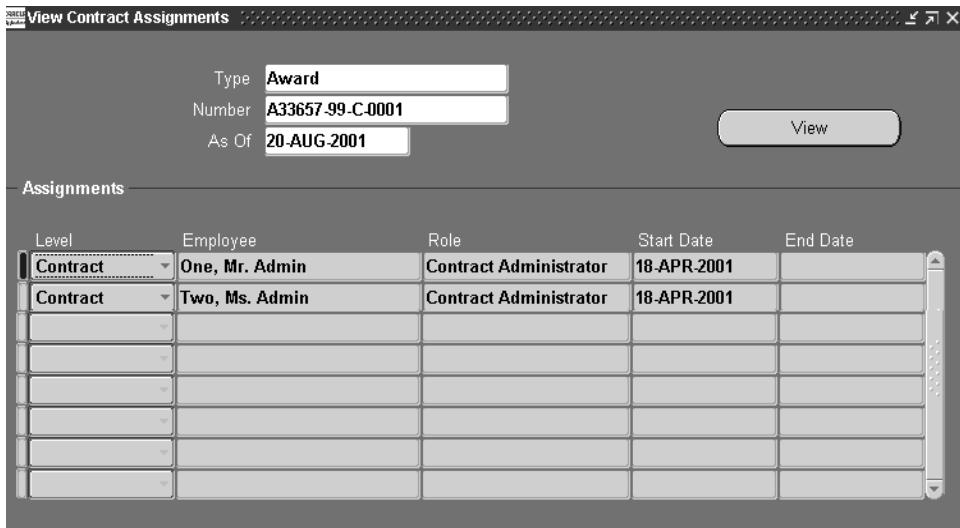 View Contract Assignments
Type Award
Number A33657-99-C-0001
As Of 20-AUG-2001
View
Assignments
Level Employee Role Start Date End Date
Contract One, Mr. Admin Contract Administrator 18-APR-2001
Contract Two, Ms. Admin Contract Administrator 18-APR-2001